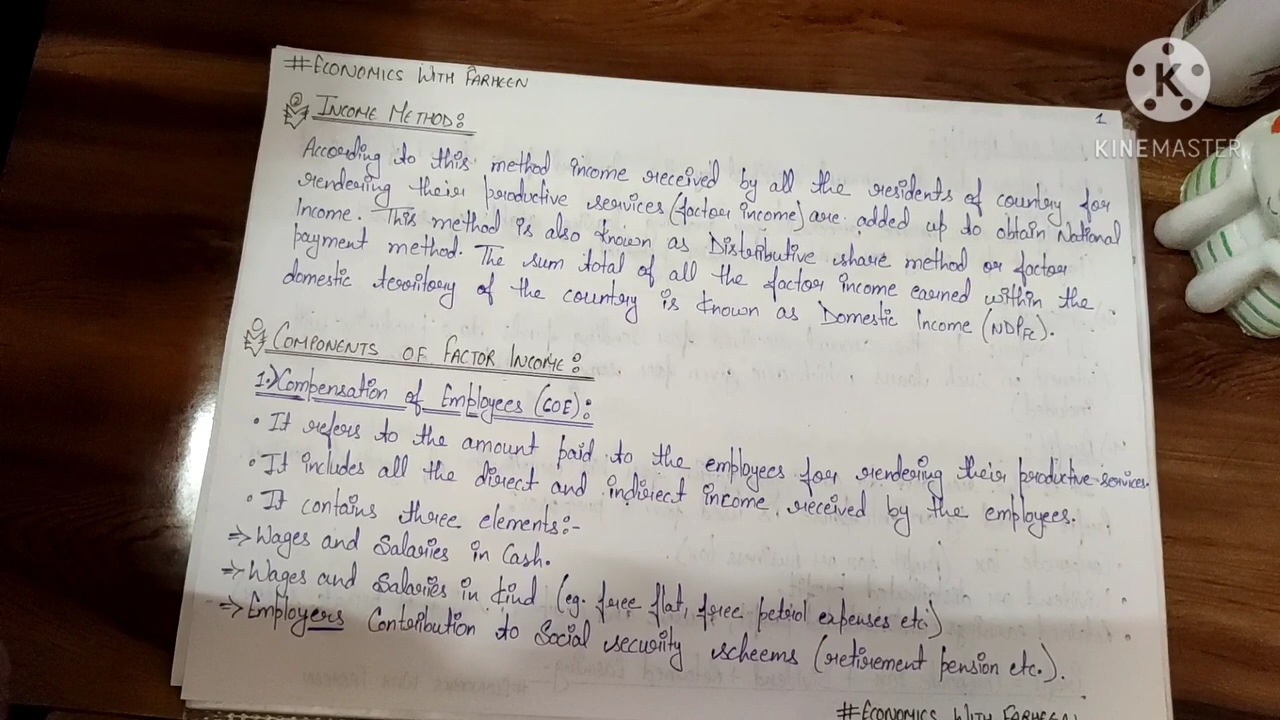 #ECONOMICS WITH FARHEEN
1
② INCOME METHOD:
According to this method income received by all the residents of country for
rendering their productive services (factor income) are added up to obtain National
Income. This method is also known as Distributive share method or factor
payment method. The sum total of all the factor income earned within the
domestic territory of the country is known as Domestic Income (NDPFC).
COMPONENTS OF FACTOR INCOME:
1.) Compensation of Employees (COE):
• It refers to the amount paid to the employees for rendering their productive services.
• It includes all the direct and indirect income received by the employees.
• It contains three elements:-
⇒ Wages and Salaries in Cash.
⇒ Wages and Salaries in kind (eg. free flat, free petrol expenses etc.)
⇒ Employers Contribution to Social security scheems (retirement pension etc.).
#ECONOMICS WITH FARHEEN
K
KINEMASTER